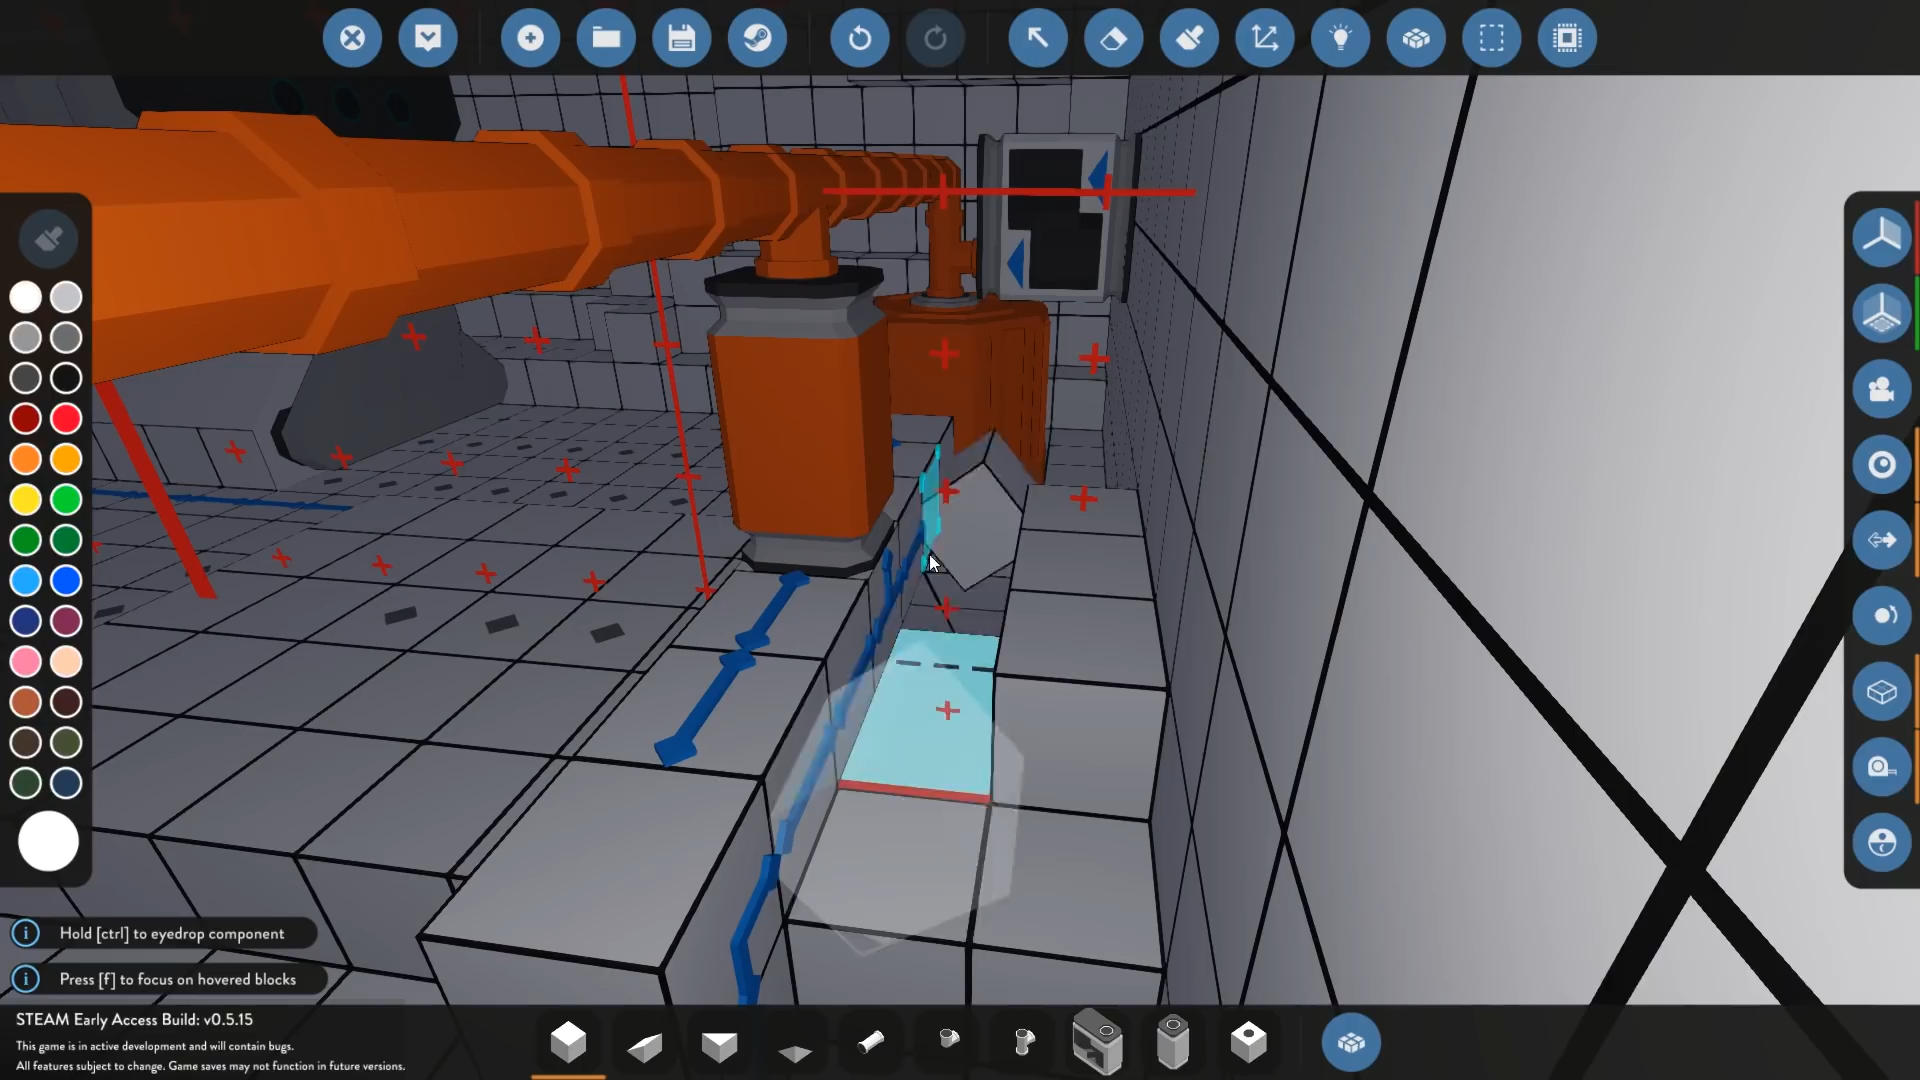 Hold [ctrl] to eyedrop component
Press [f] to focus on hovered blocks
STEAM Early Access Build: v0.5.15
This game is in active development and will contain bugs.
All features subject to change. Game saves may not function in future versions.